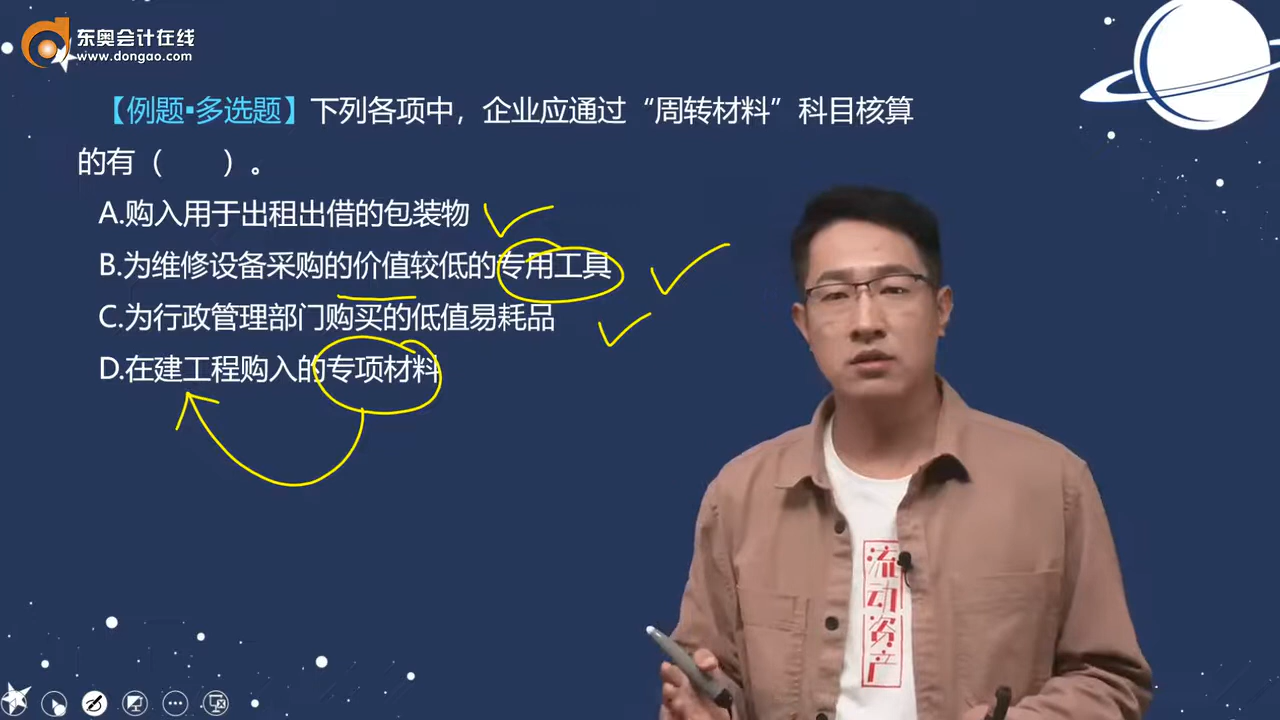 东奥会计在线
www.dongao.com
【例题·多选题】下列各项中，企业应通过“周转材料”科目核算
的有（　　）。
A.购入用于出租出借的包装物
B.为维修设备采购的价值较低的专用工具
C.为行政管理部门购买的低值易耗品
D.在建工程购入的专项材料
流动资产